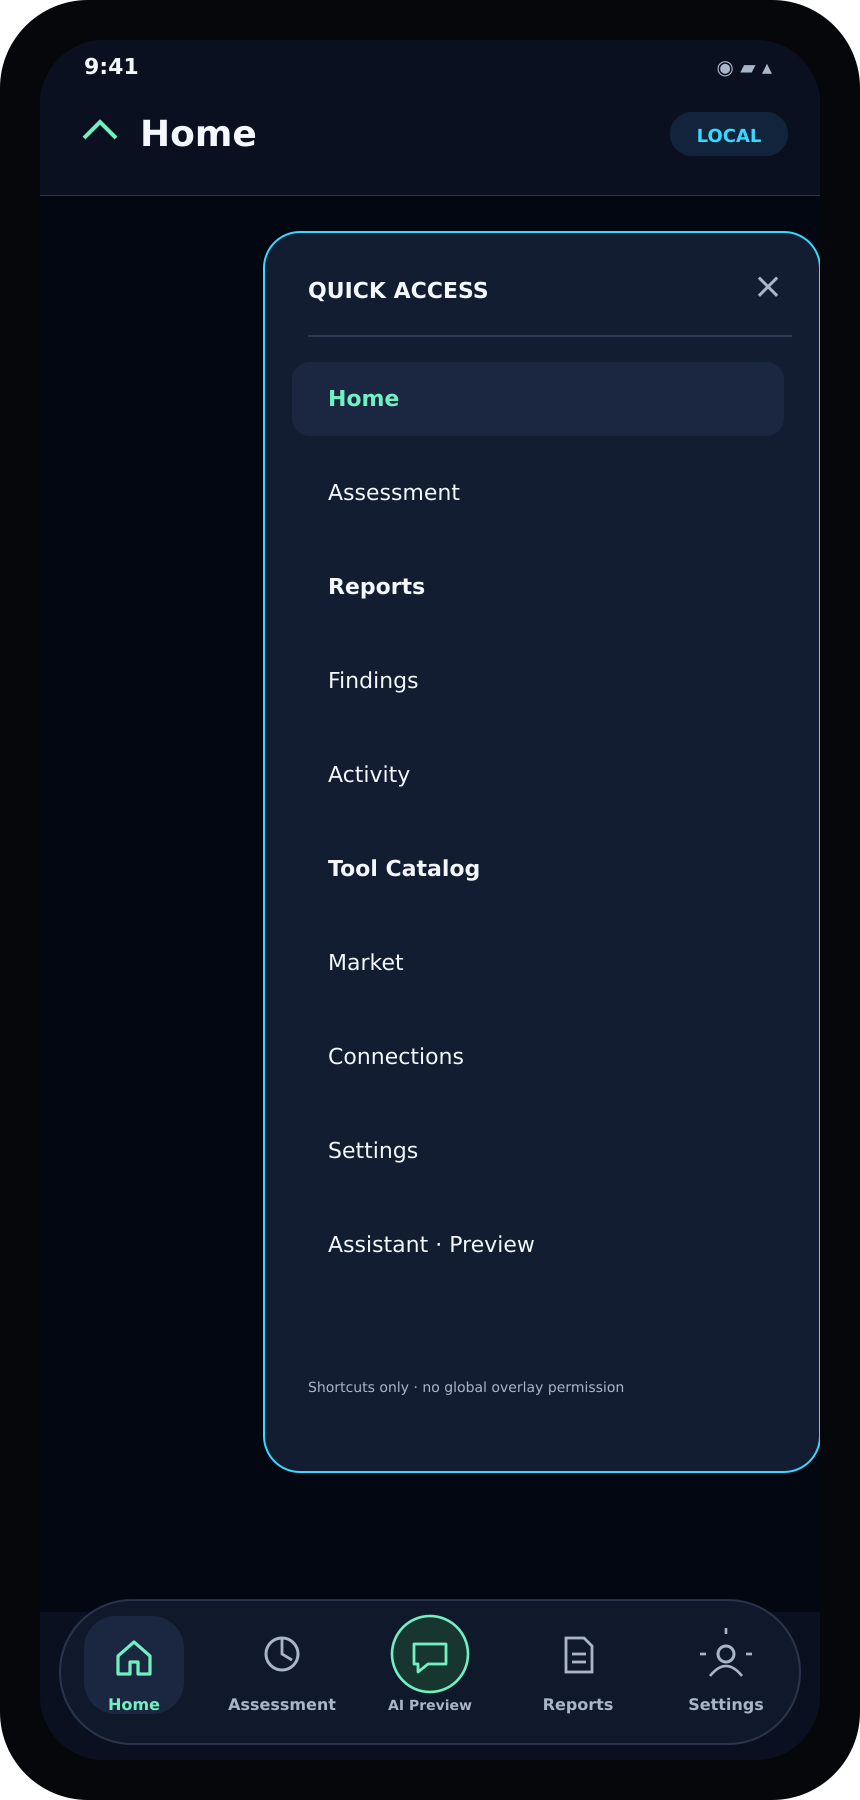 9:41
Home
LOCAL
QUICK ACCESS
Home
Assessment
Reports
Findings
Activity
Tool Catalog
Market
Connections
Settings
Assistant · Preview
Shortcuts only · no global overlay permission
Home
Assessment
AI Preview
Reports
Settings